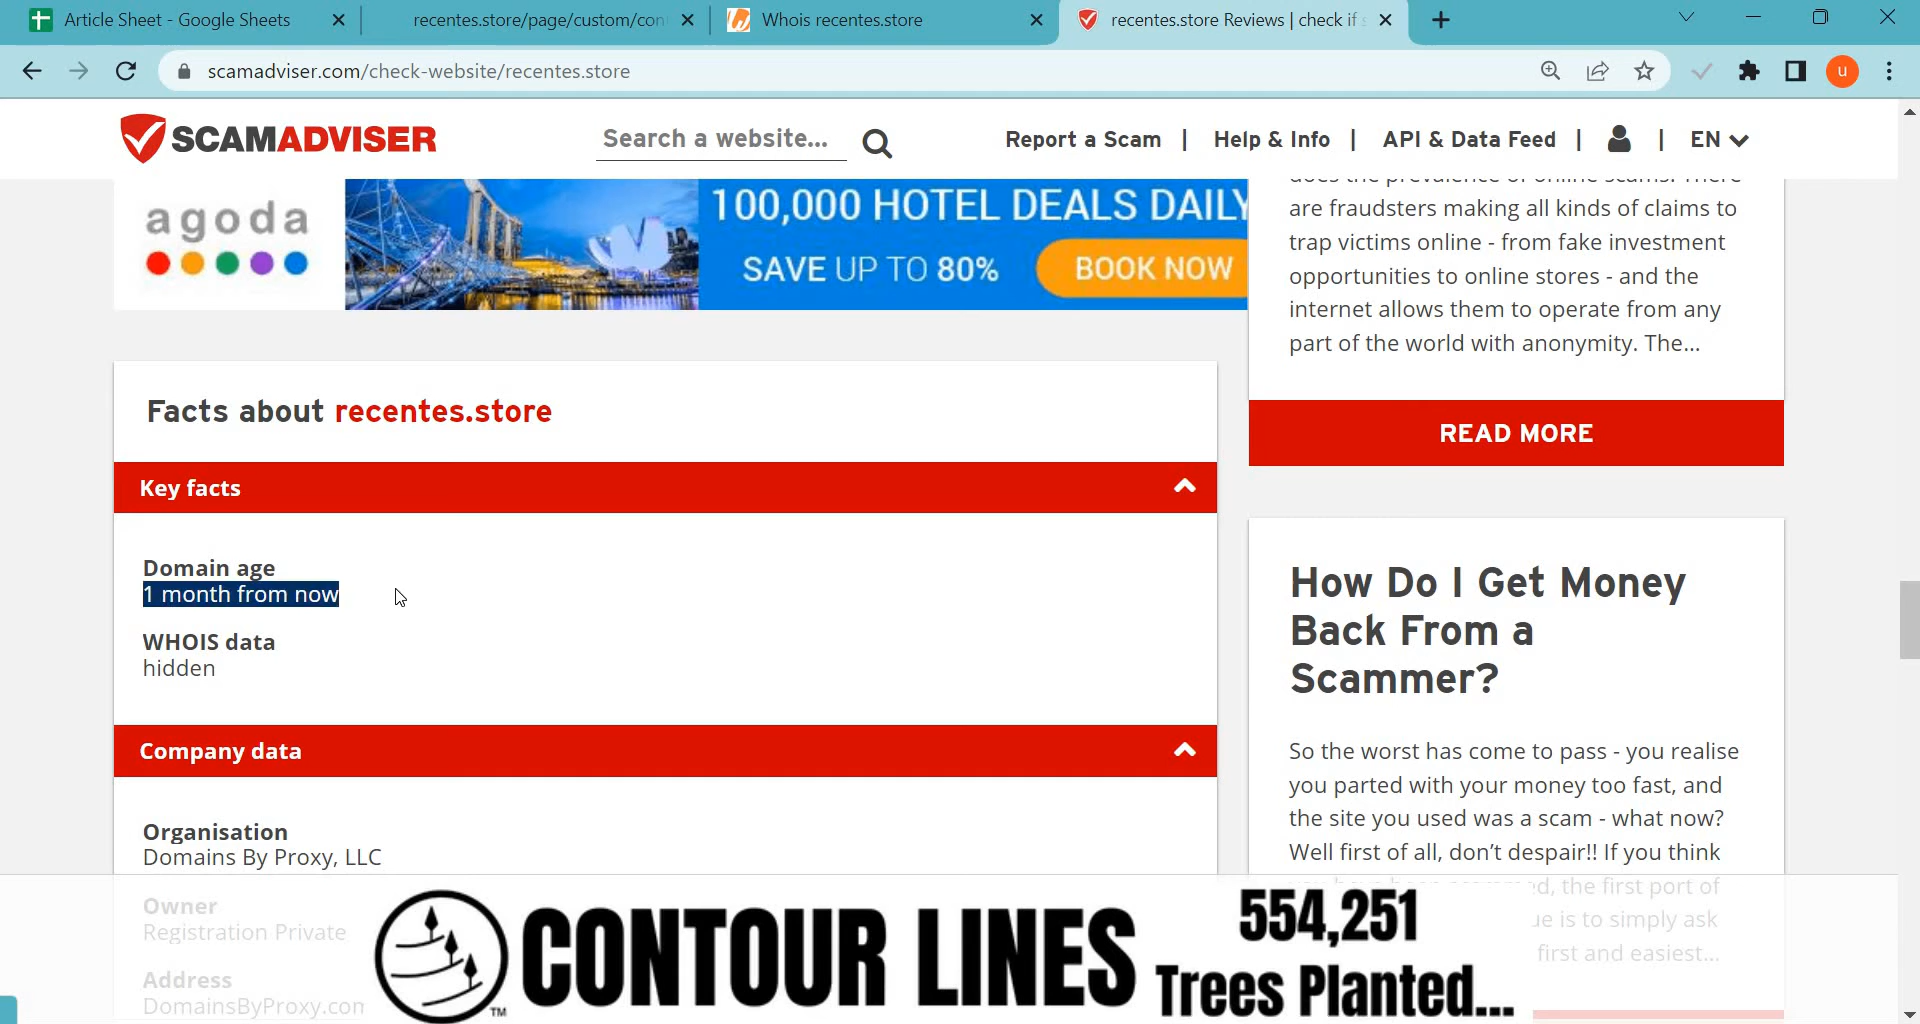 Article Sheet - Google Sheets
recentes.store/page/custom/con
Whois recentes.store
recentes.store Reviews | check if s
scamadviser.com/check-website/recentes.store
u
SCAMADVISER
Search a website...
Report a Scam | Help & Info | API & Data Feed | | EN
agoda
100,000 HOTEL DEALS DAILY
SAVE UP TO 80%
BOOK NOW
does the prevalence of online scams. There
are fraudsters making all kinds of claims to
trap victims online - from fake investment
opportunities to online stores - and the
internet allows them to operate from any
part of the world with anonymity. The...
READ MORE
Facts about recentes.store
Key facts
Domain age
1 month from now
WHOIS data
hidden
Company data
Organisation
Domains By Proxy, LLC
Owner
Registration Private
Address
DomainsByProxy.com
How Do I Get Money
Back From a
Scammer?
So the worst has come to pass - you realise
you parted with your money too fast, and
the site you used was a scam - what now?
Well first of all, don't despair!! If you think
d, the first port of
ue is to simply ask
first and easiest...
CONTOUR LINES
TM
554,251
Trees Planted...